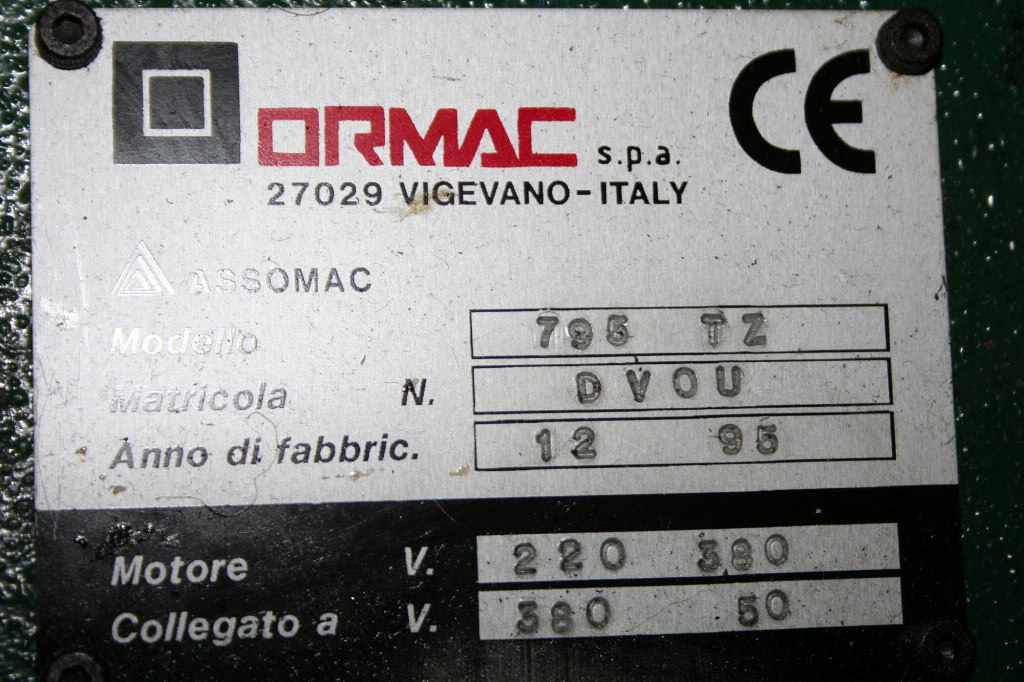 ORMAC s.p.a.
CE
27029 VIGEVANO-ITALY
ASSOMAC
Modello 795 TZ
Matricola N. DVOU
Anno di fabbric. 12 95
Motore V. 220 380
Collegato a V. 380 50